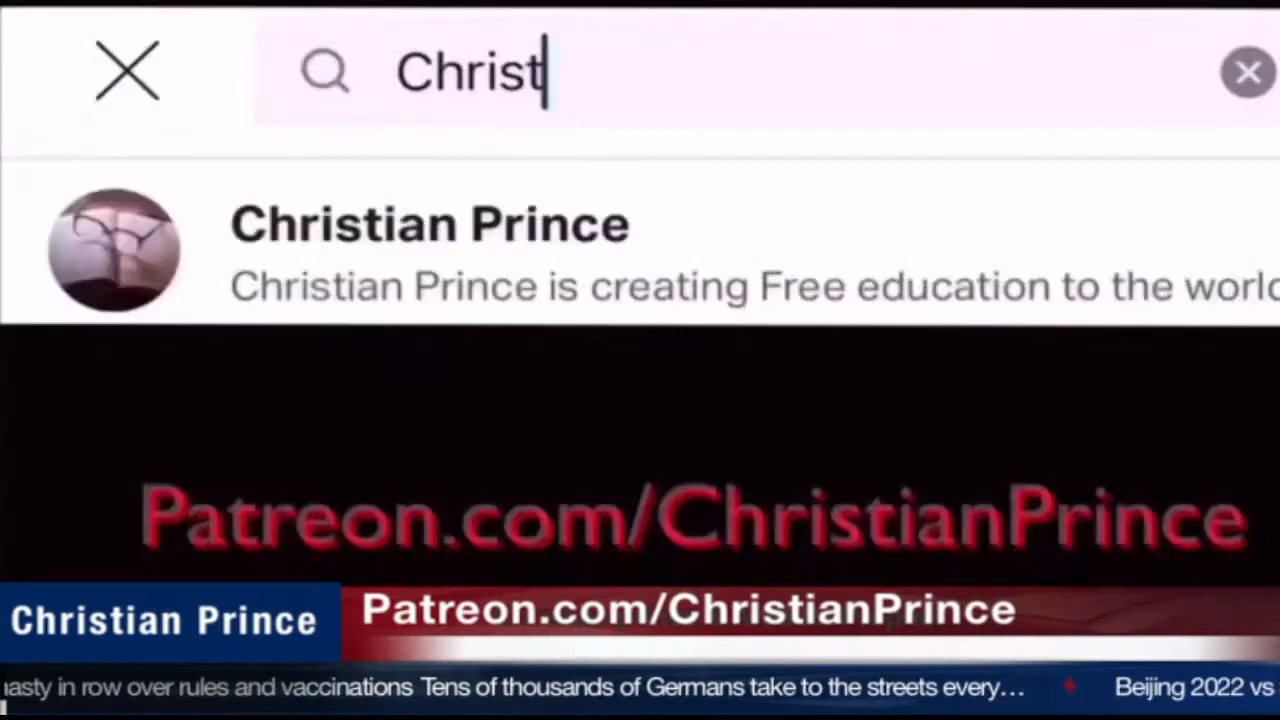 Christ
Christian Prince
Christian Prince is creating Free education to the world
Patreon.com/ChristianPrince
Christian Prince
Patreon.com/ChristianPrince
in row over rules and vaccinations Tens of thousands of Germans take to the streets every… Beijing 2022 vs